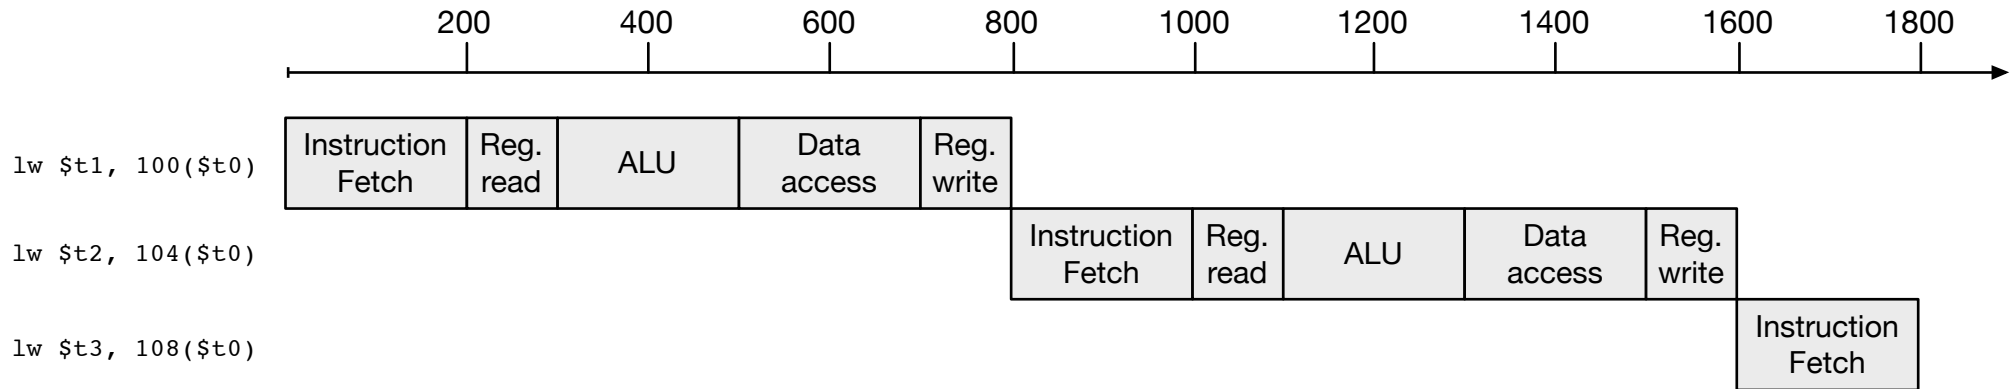 200 400 600 800 1000 1200 1400 1600 1800
lw $t1, 100($t0)
Instruction
Fetch
Reg.
read
ALU
Data
access
Reg.
write
lw $t2, 104($t0)
Instruction
Fetch
Reg.
read
ALU
Data
access
Reg.
write
lw $t3, 108($t0)
Instruction
Fetch